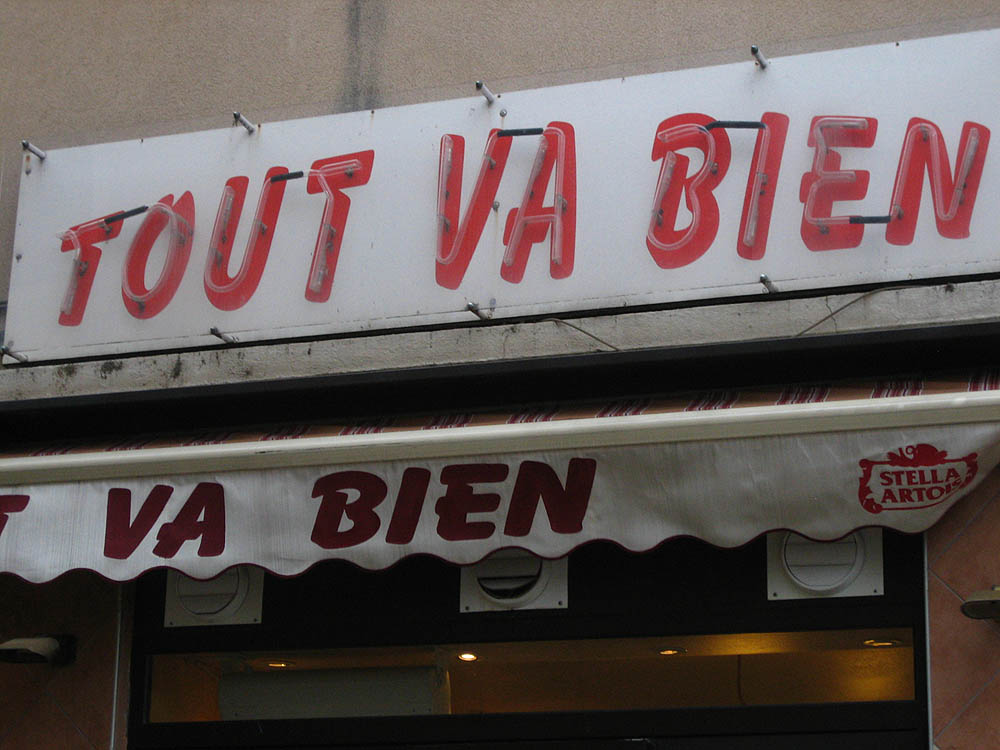 TOUT VA BIEN
T VA BIEN
STELLA
ARTOIS